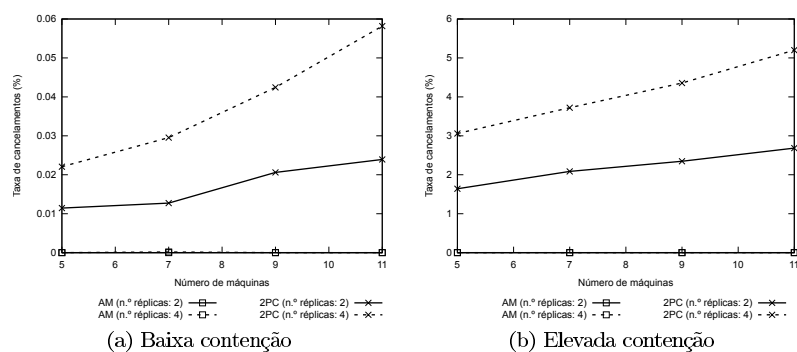 0.06
0.05
0.04
0.03
0.02
0.01
0
Taxa de cancelamentos (%)
5 6 7 8 9 10 11
Número de máquinas
AM (n.º réplicas: 2) 2PC (n.º réplicas: 2)
AM (n.º réplicas: 4) 2PC (n.º réplicas: 4)
(a) Baixa contenção
6
5
4
3
2
1
0
Taxa de cancelamentos (%)
5 6 7 8 9 10 11
Número de máquinas
AM (n.º réplicas: 2) 2PC (n.º réplicas: 2)
AM (n.º réplicas: 4) 2PC (n.º réplicas: 4)
(b) Elevada contenção